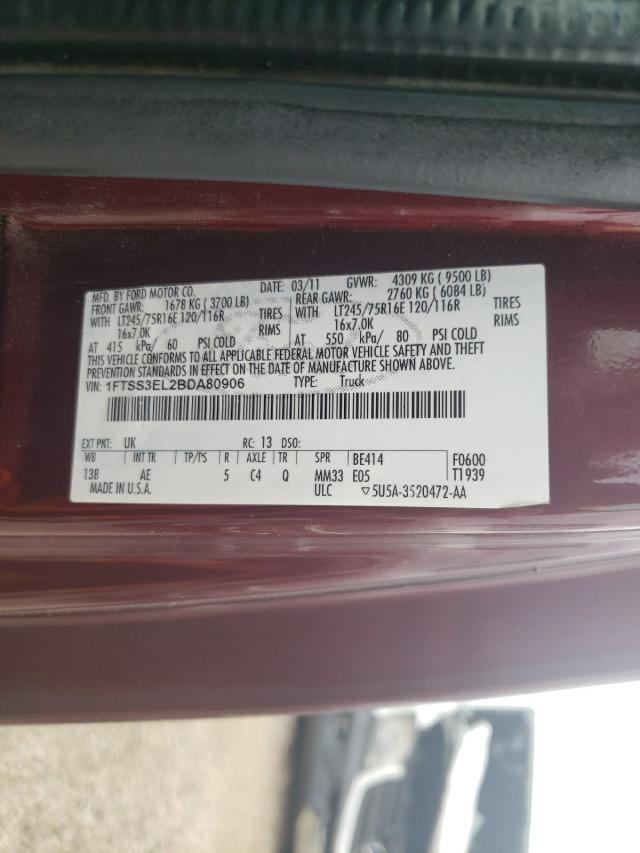 MFD. BY FORD MOTOR CO. DATE: 03/11 GVWR: 4309 KG ( 9500 LB)
FRONT GAWR: 1678 KG ( 3700 LB) REAR GAWR: 2760 KG ( 6084 LB)
WITH LT245/75R16E 120/116R TIRES WITH LT245/75R16E 120/116R TIRES
16x7.0K RIMS 16x7.0K RIMS
AT 415 kPa/ 60 PSI COLD AT 550 kPa/ 80 PSI COLD
THIS VEHICLE CONFORMS TO ALL APPLICABLE FEDERAL MOTOR VEHICLE SAFETY AND THEFT
PREVENTION STANDARDS IN EFFECT ON THE DATE OF MANUFACTURE SHOWN ABOVE.
VIN: 1FTSS3EL2BDA80906 TYPE: Truck
EXT PNT: UK RC: 13 DSO:
WB INT TR TP/PS R AXLE TR SPR BE414 F0600
138 AE 5 C4 Q MM33 E05 T1939
MADE IN U.S.A. ULC ▽5U5A-3520472-AA